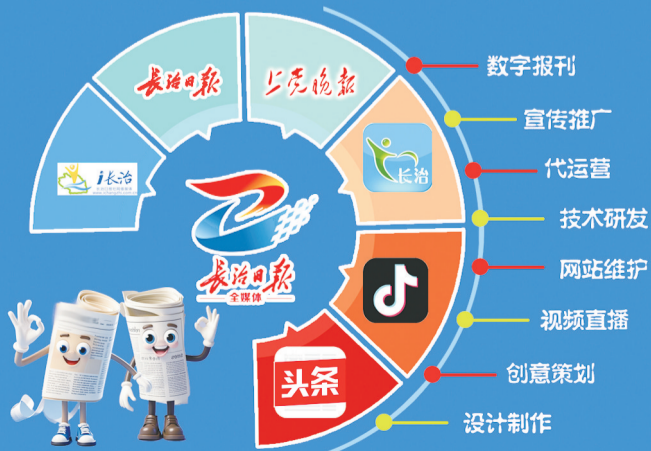 长治日报
上党晚报
i长治
长治
长治日报
全媒体
头条
数字报刊
宣传推广
代运营
技术研发
网站维护
视频直播
创意策划
设计制作